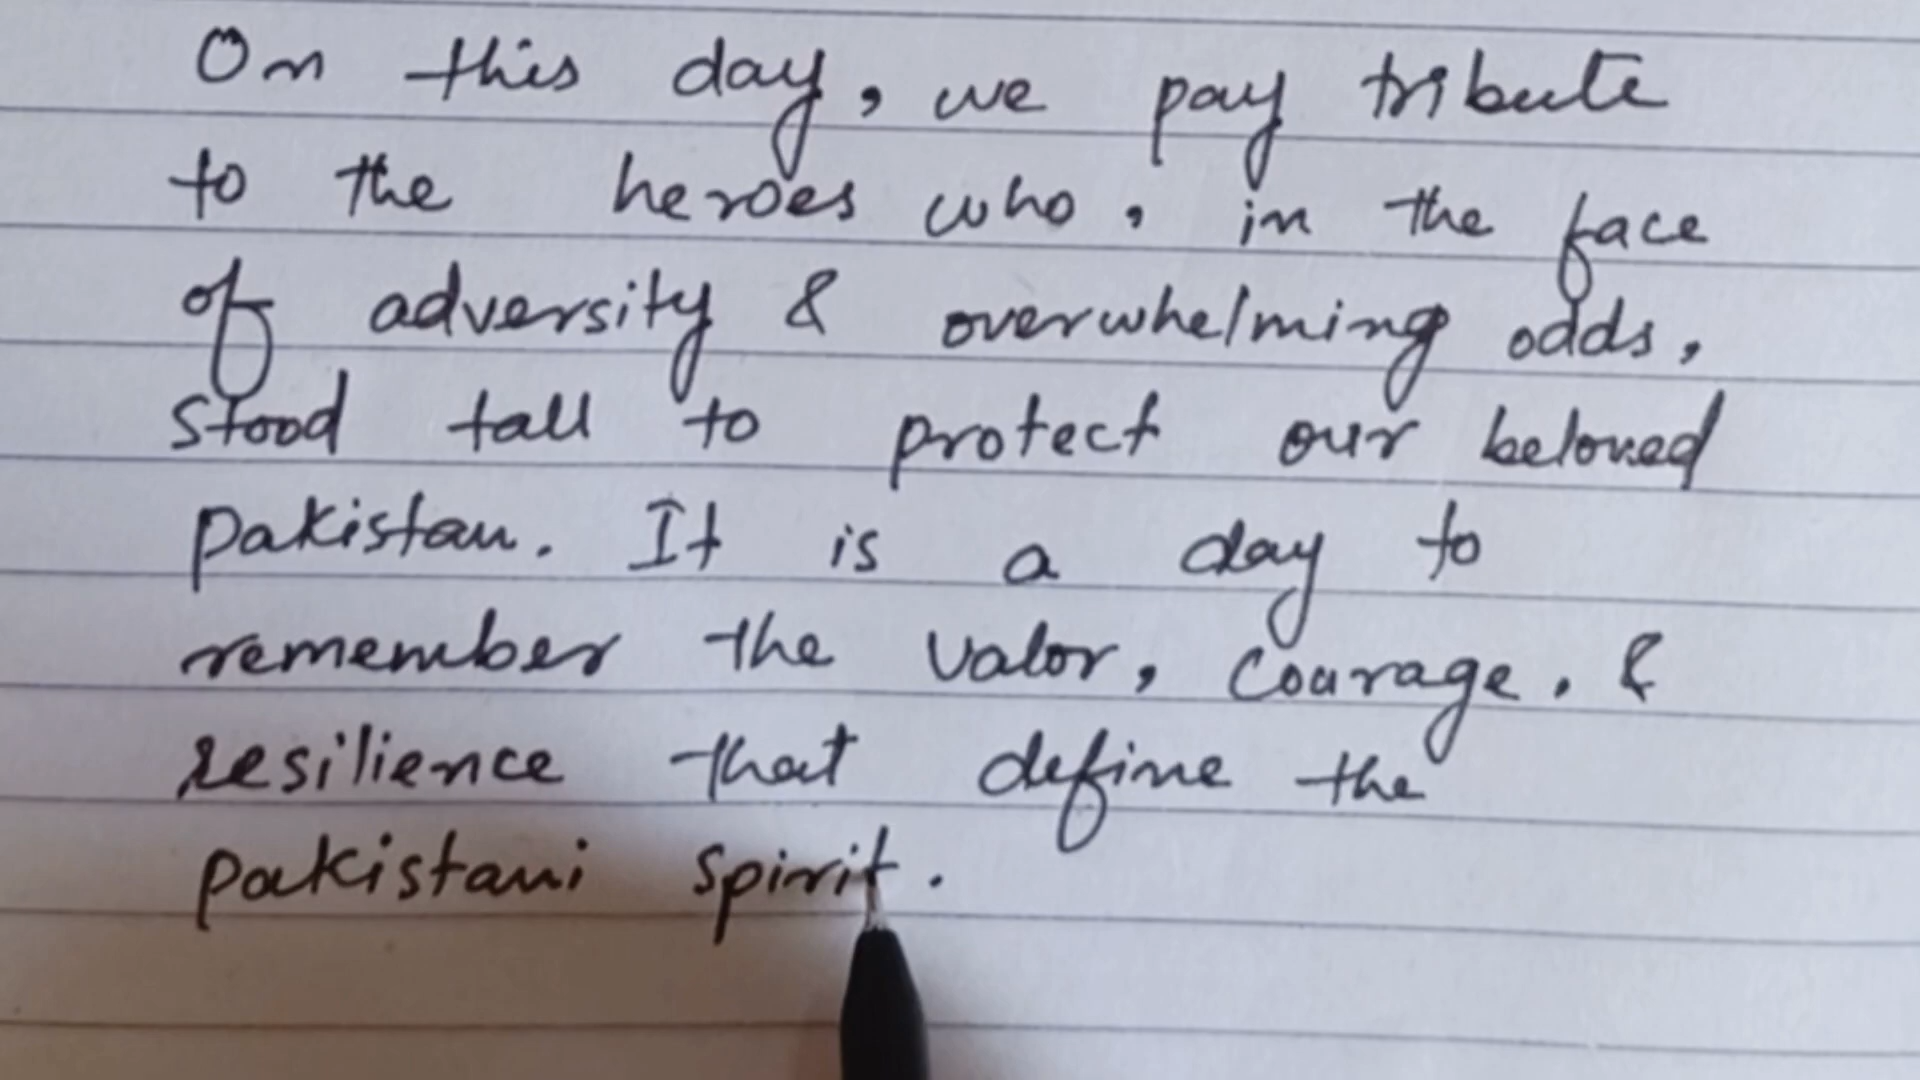 On this day, we pay tribute
to the heroes who, in the face
of adversity & overwhelming odds,
stood tall to protect our beloved
Pakistan. It is a day to
remember the valor, courage, &
resilience that define the
Pakistani spirit.